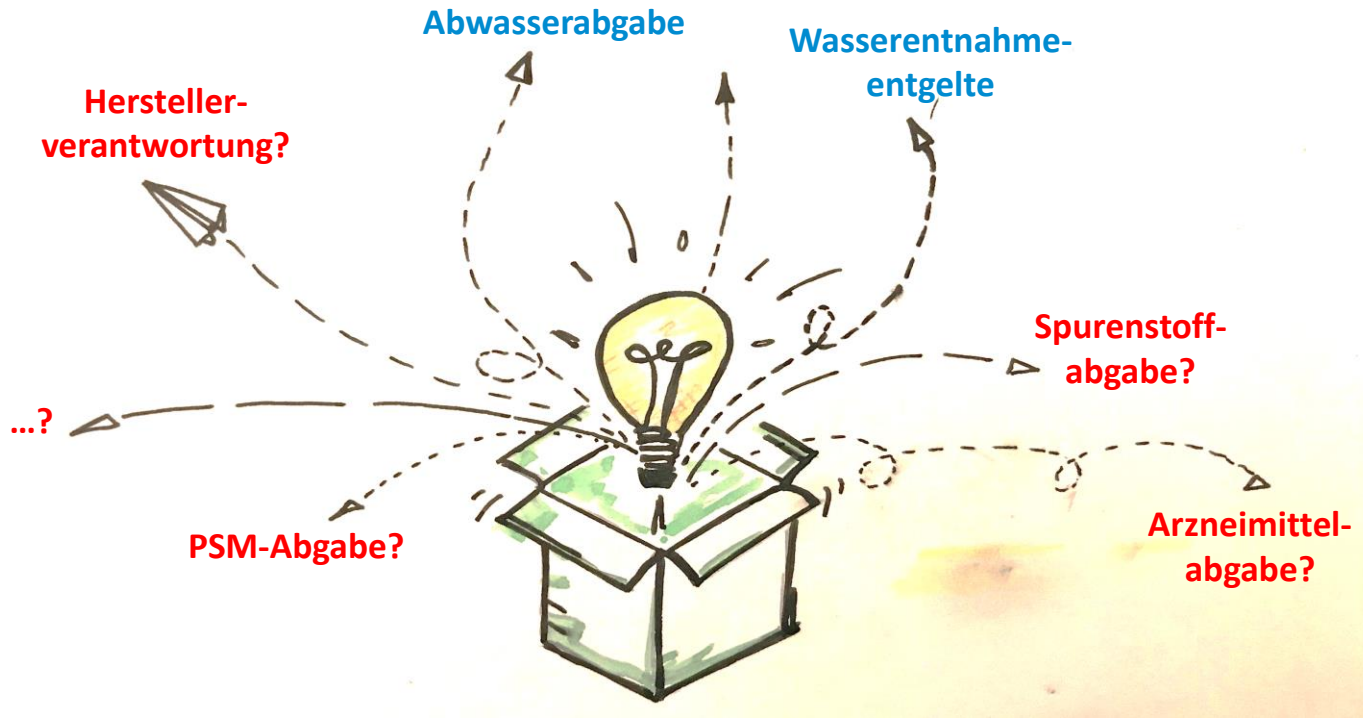 Abwasserabgabe
Wasserentnahme-
entgelte
Hersteller-
verantwortung?
Spurenstoff-
abgabe?
...?
PSM-Abgabe?
Arzneimittel-
abgabe?